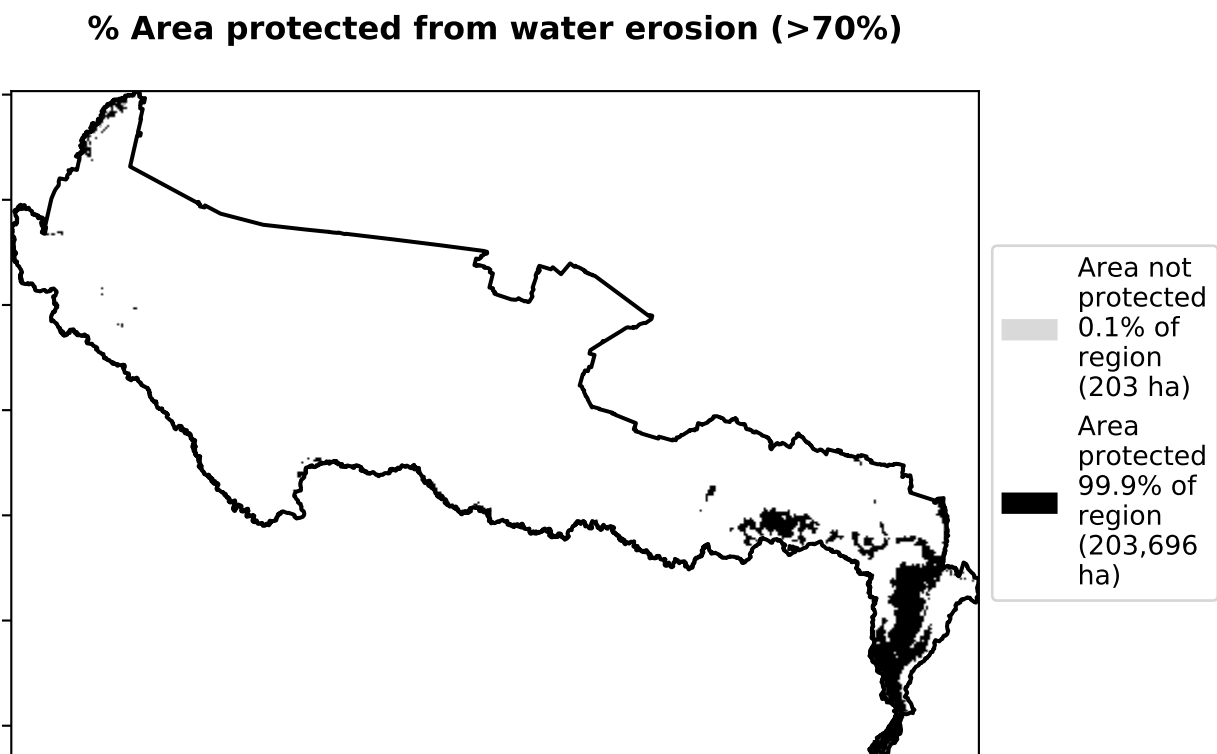 % Area protected from water erosion (>70%)
Area not
protected
0.1% of
region
(203 ha)
Area
protected
99.9% of
region
(203,696
ha)